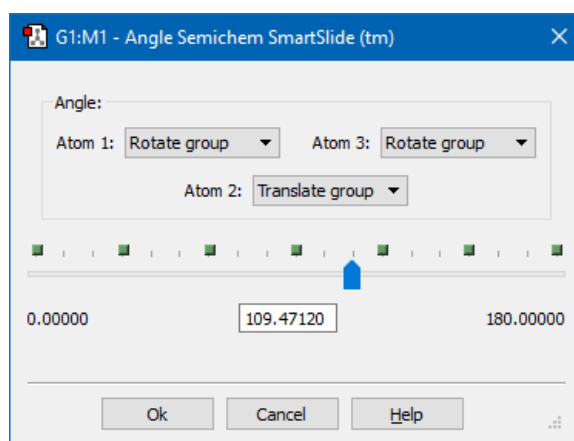 G1:M1 - Angle Semichem SmartSlide (tm)
Angle:
Atom 1: Rotate group Atom 3: Rotate group
Atom 2: Translate group
0.00000 109.47120 180.00000
Ok Cancel Help